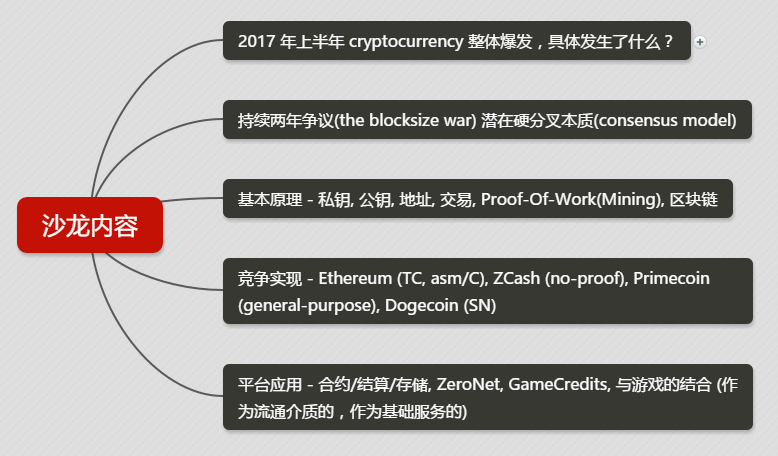 2017 年上半年 cryptocurrency 整体爆发，具体发生了什么？
持续两年争议(the blocksize war) 潜在硬分叉本质(consensus model)
基本原理 - 私钥, 公钥, 地址, 交易, Proof-Of-Work(Mining), 区块链
沙龙内容
竞争实现 - Ethereum (TC, asm/C), ZCash (no-proof), Primecoin
(general-purpose), Dogecoin (SN)
平台应用 - 合约/结算/存储, ZeroNet, GameCredits, 与游戏的结合 (作
为流通介质的，作为基础服务的)